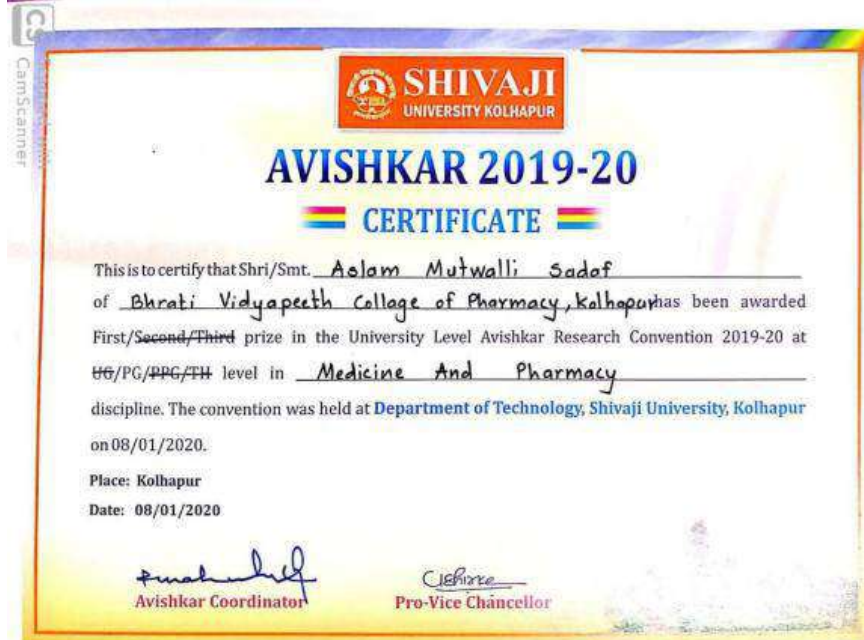 CS
CamScanner
SHIVAJI
UNIVERSITY KOLHAPUR
AVISHKAR 2019-20
CERTIFICATE
This is to certify that Shri/Smt. Aslam Mutwalli Sadaf
of Bhrati Vidyapeeth Collage of Pharmacy, Kolhapur has been awarded
First/Second/Third prize in the University Level Avishkar Research Convention 2019-20 at
UG/PG/PPG/TH level in Medicine And Pharmacy
discipline. The convention was held at Department of Technology, Shivaji University, Kolhapur
on 08/01/2020.
Place: Kolhapur
Date: 08/01/2020
Avishkar Coordinator
Pro-Vice Chancellor